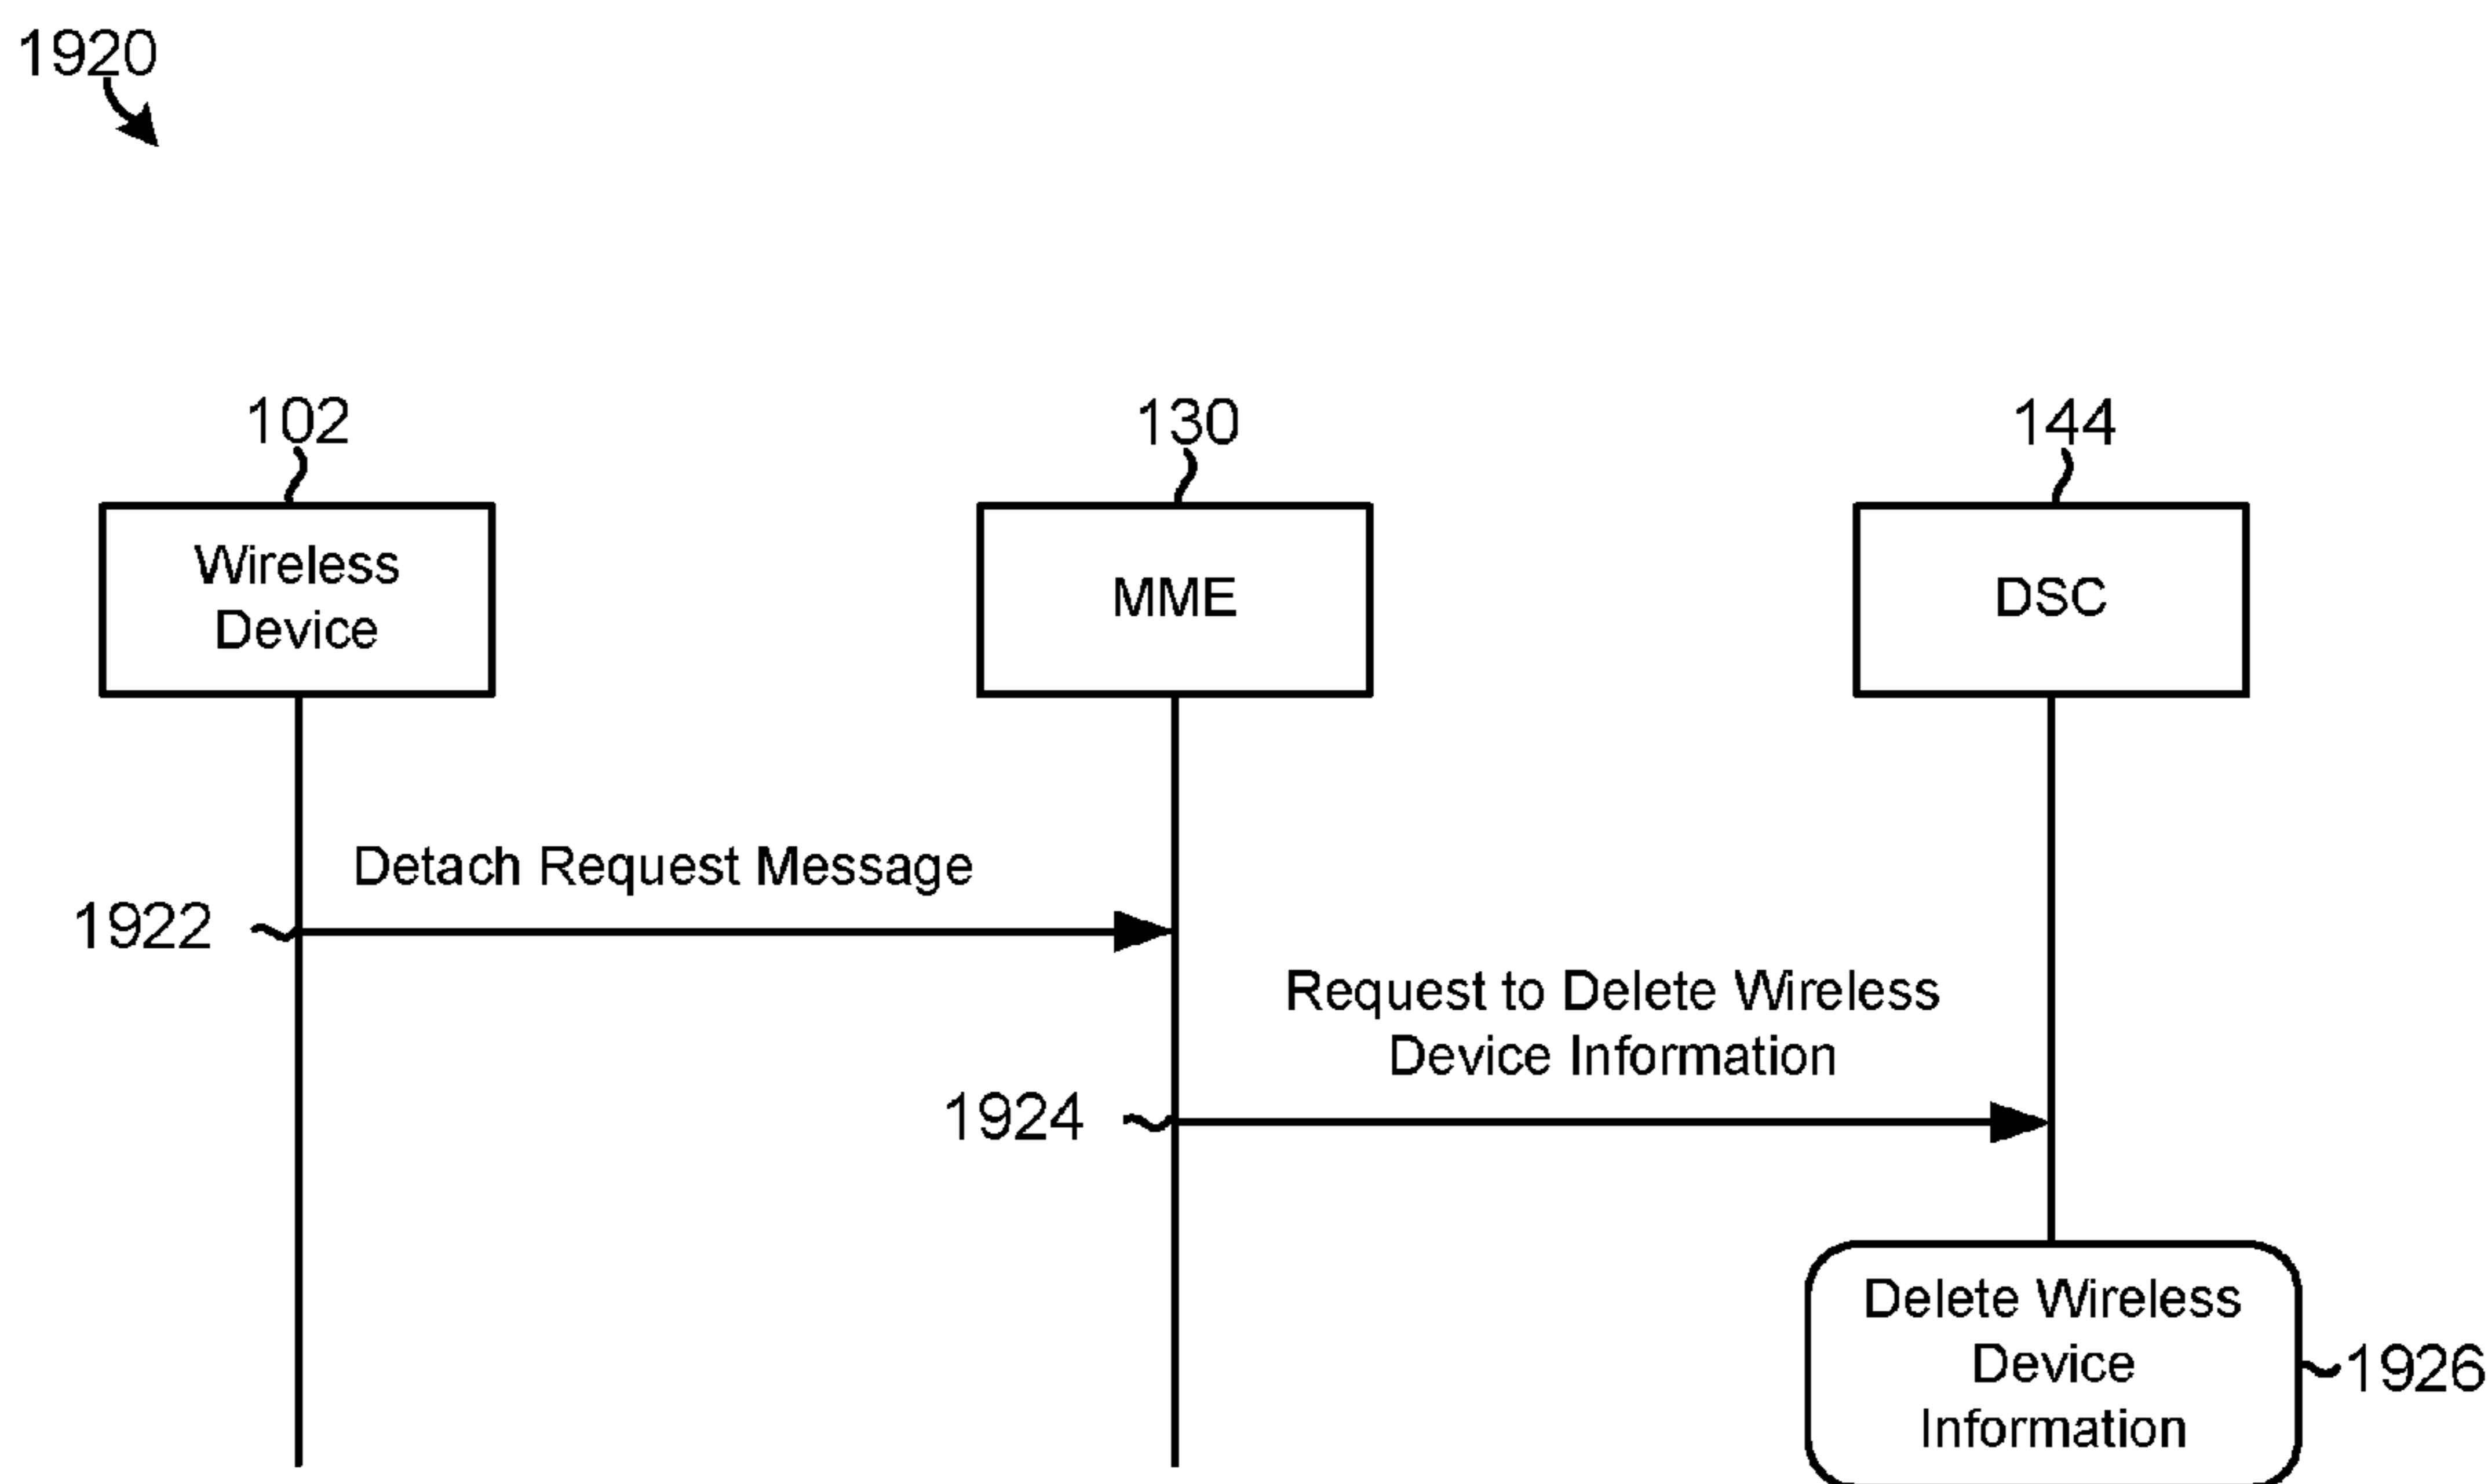 1920
102
130
144
Wireless
Device
MME
DSC
Detach Request Message
1922
Request to Delete Wireless
Device Information
1924
Delete Wireless
Device
Information
1926